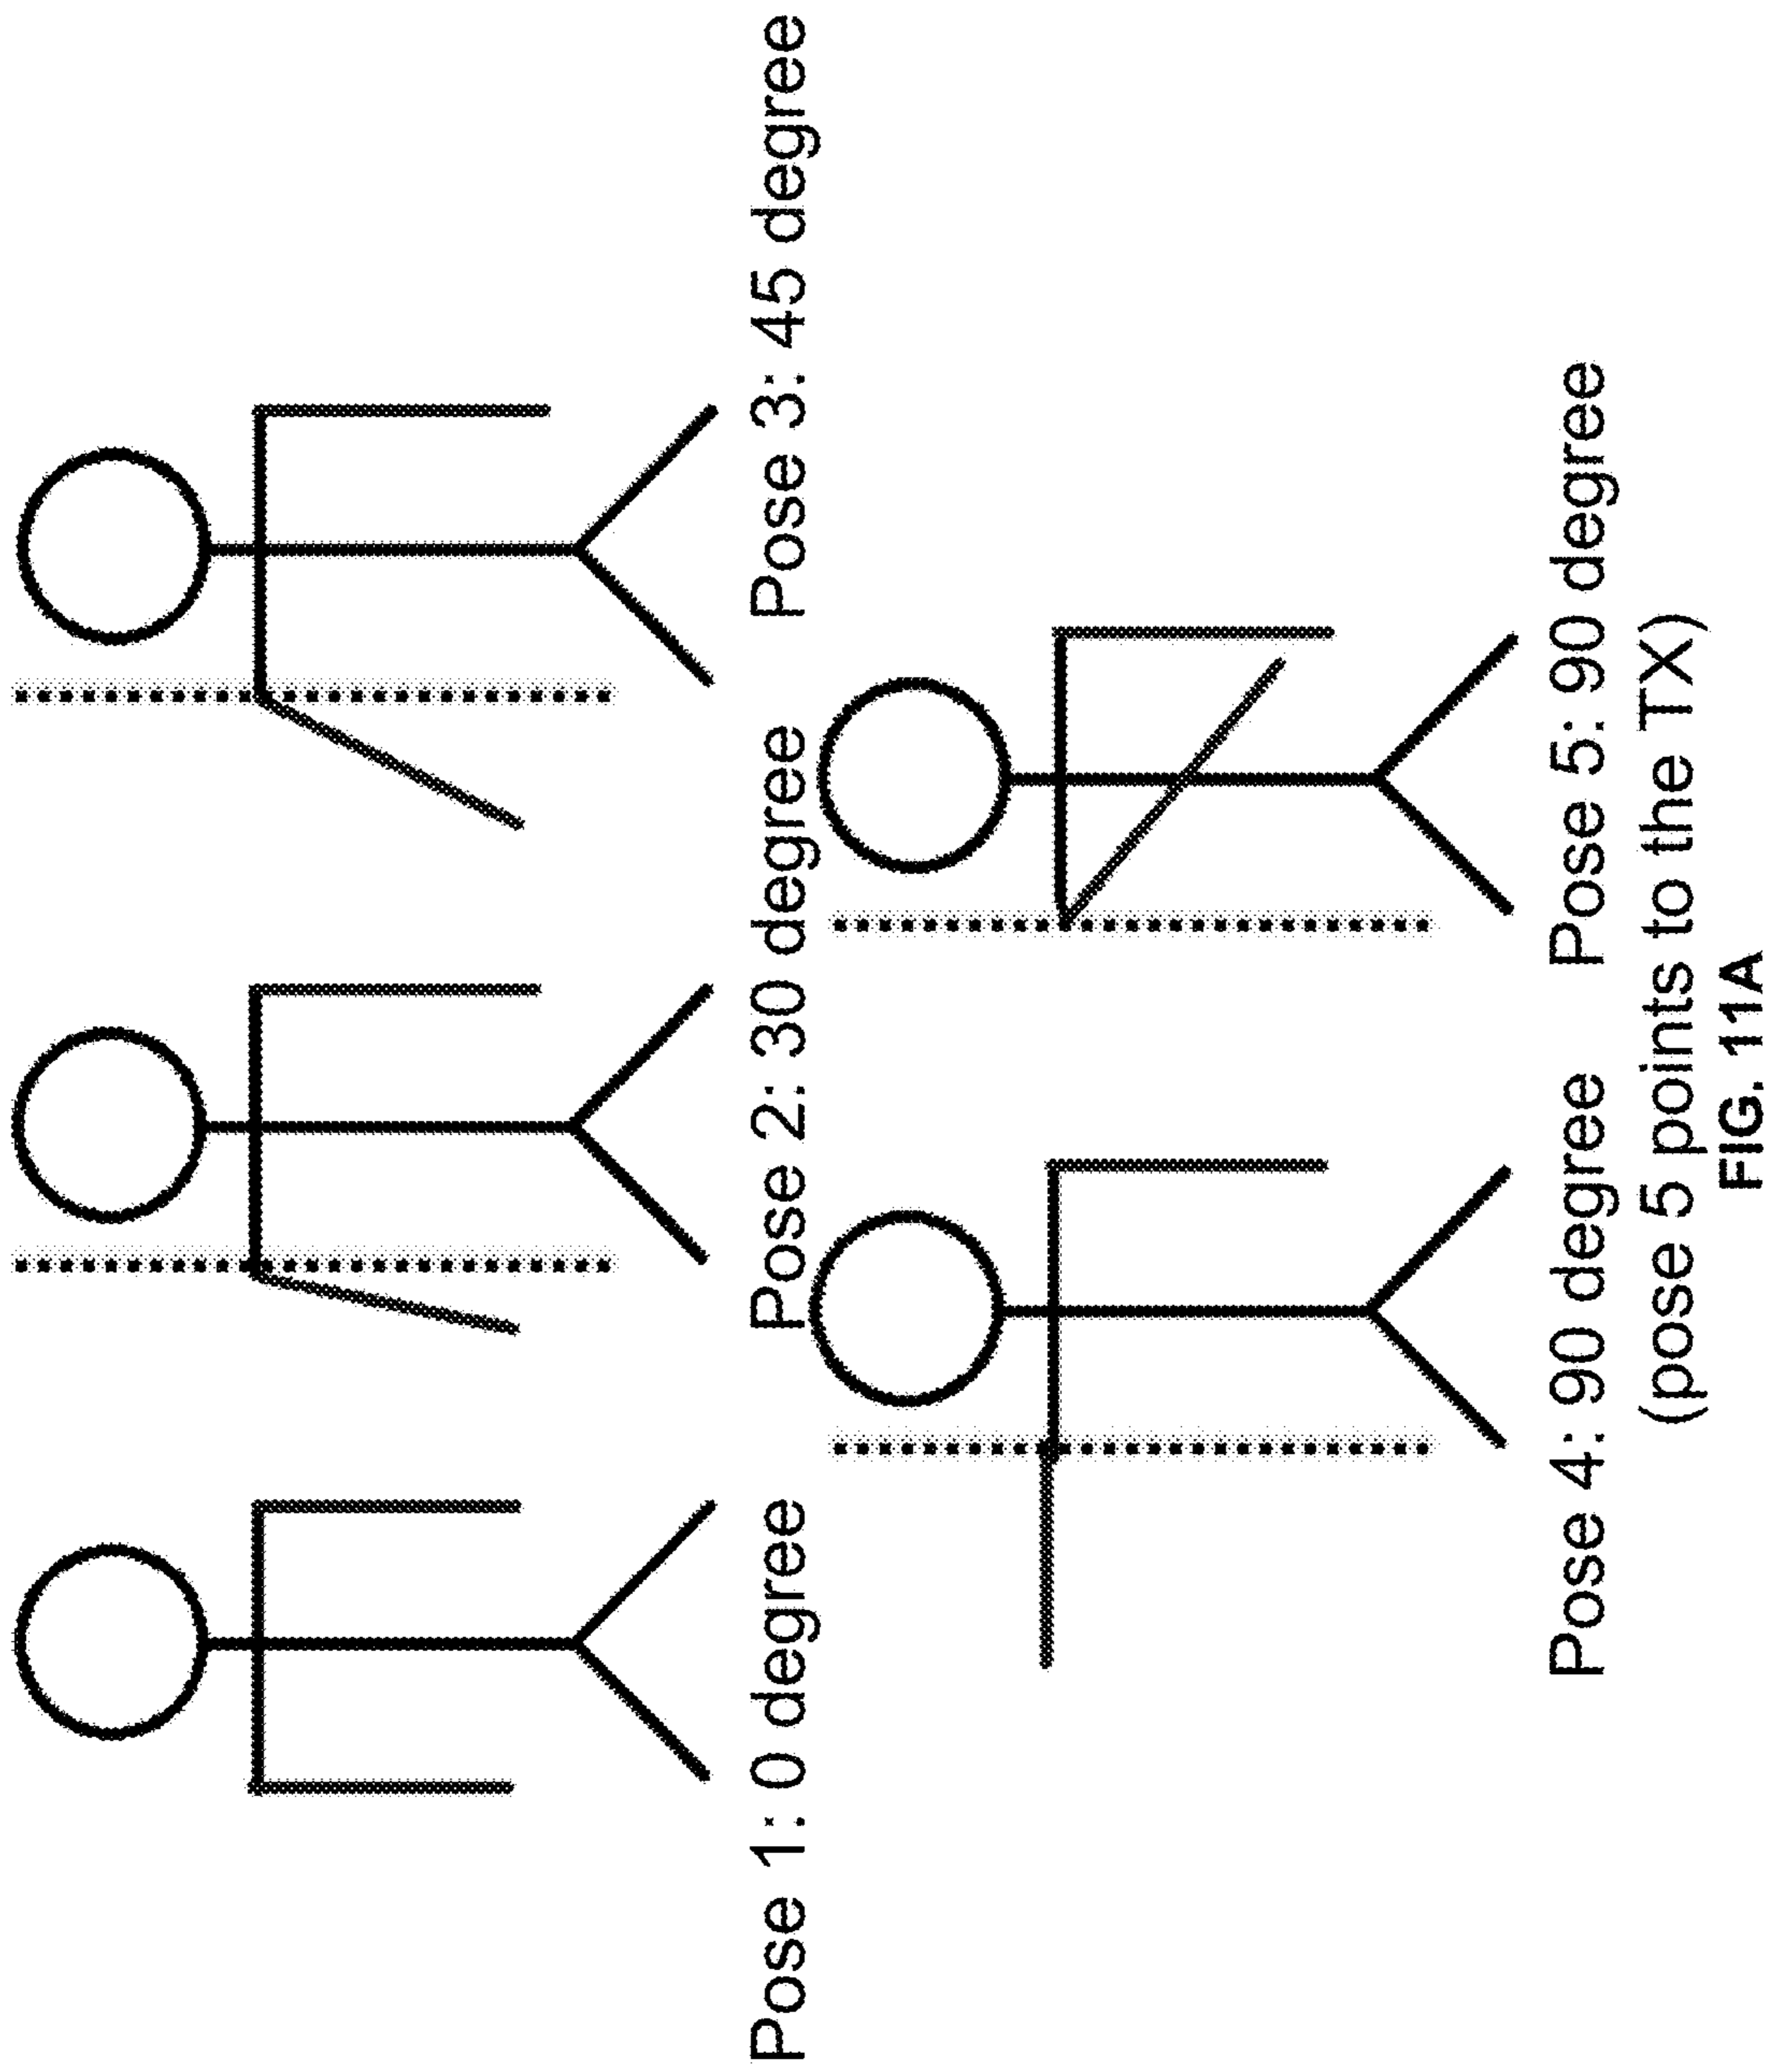 Pose 1: 0 degree
Pose 2: 30 degree
Pose 3: 45 degree
Pose 4: 90 degree
Pose 5: 90 degree
(pose 5 points to the TX)
FIG. 11A